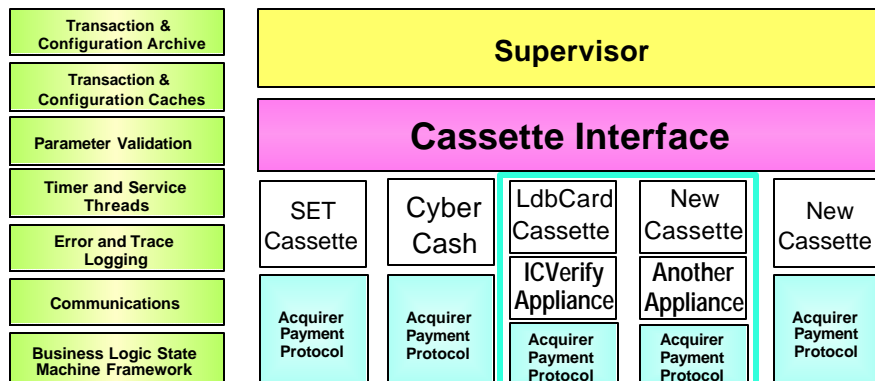 Transaction &
Configuration Archive
Transaction &
Configuration Caches
Parameter Validation
Timer and Service
Threads
Error and Trace
Logging
Communications
Business Logic State
Machine Framework
Supervisor
Cassette Interface
SET
Cassette
Acquirer
Payment
Protocol
Cyber
Cash
Acquirer
Payment
Protocol
LdbCard
Cassette
ICVerify
Appliance
Acquirer
Payment
Protocol
New
Cassette
Another
Appliance
Acquirer
Payment
Protocol
New
Cassette
Acquirer
Payment
Protocol